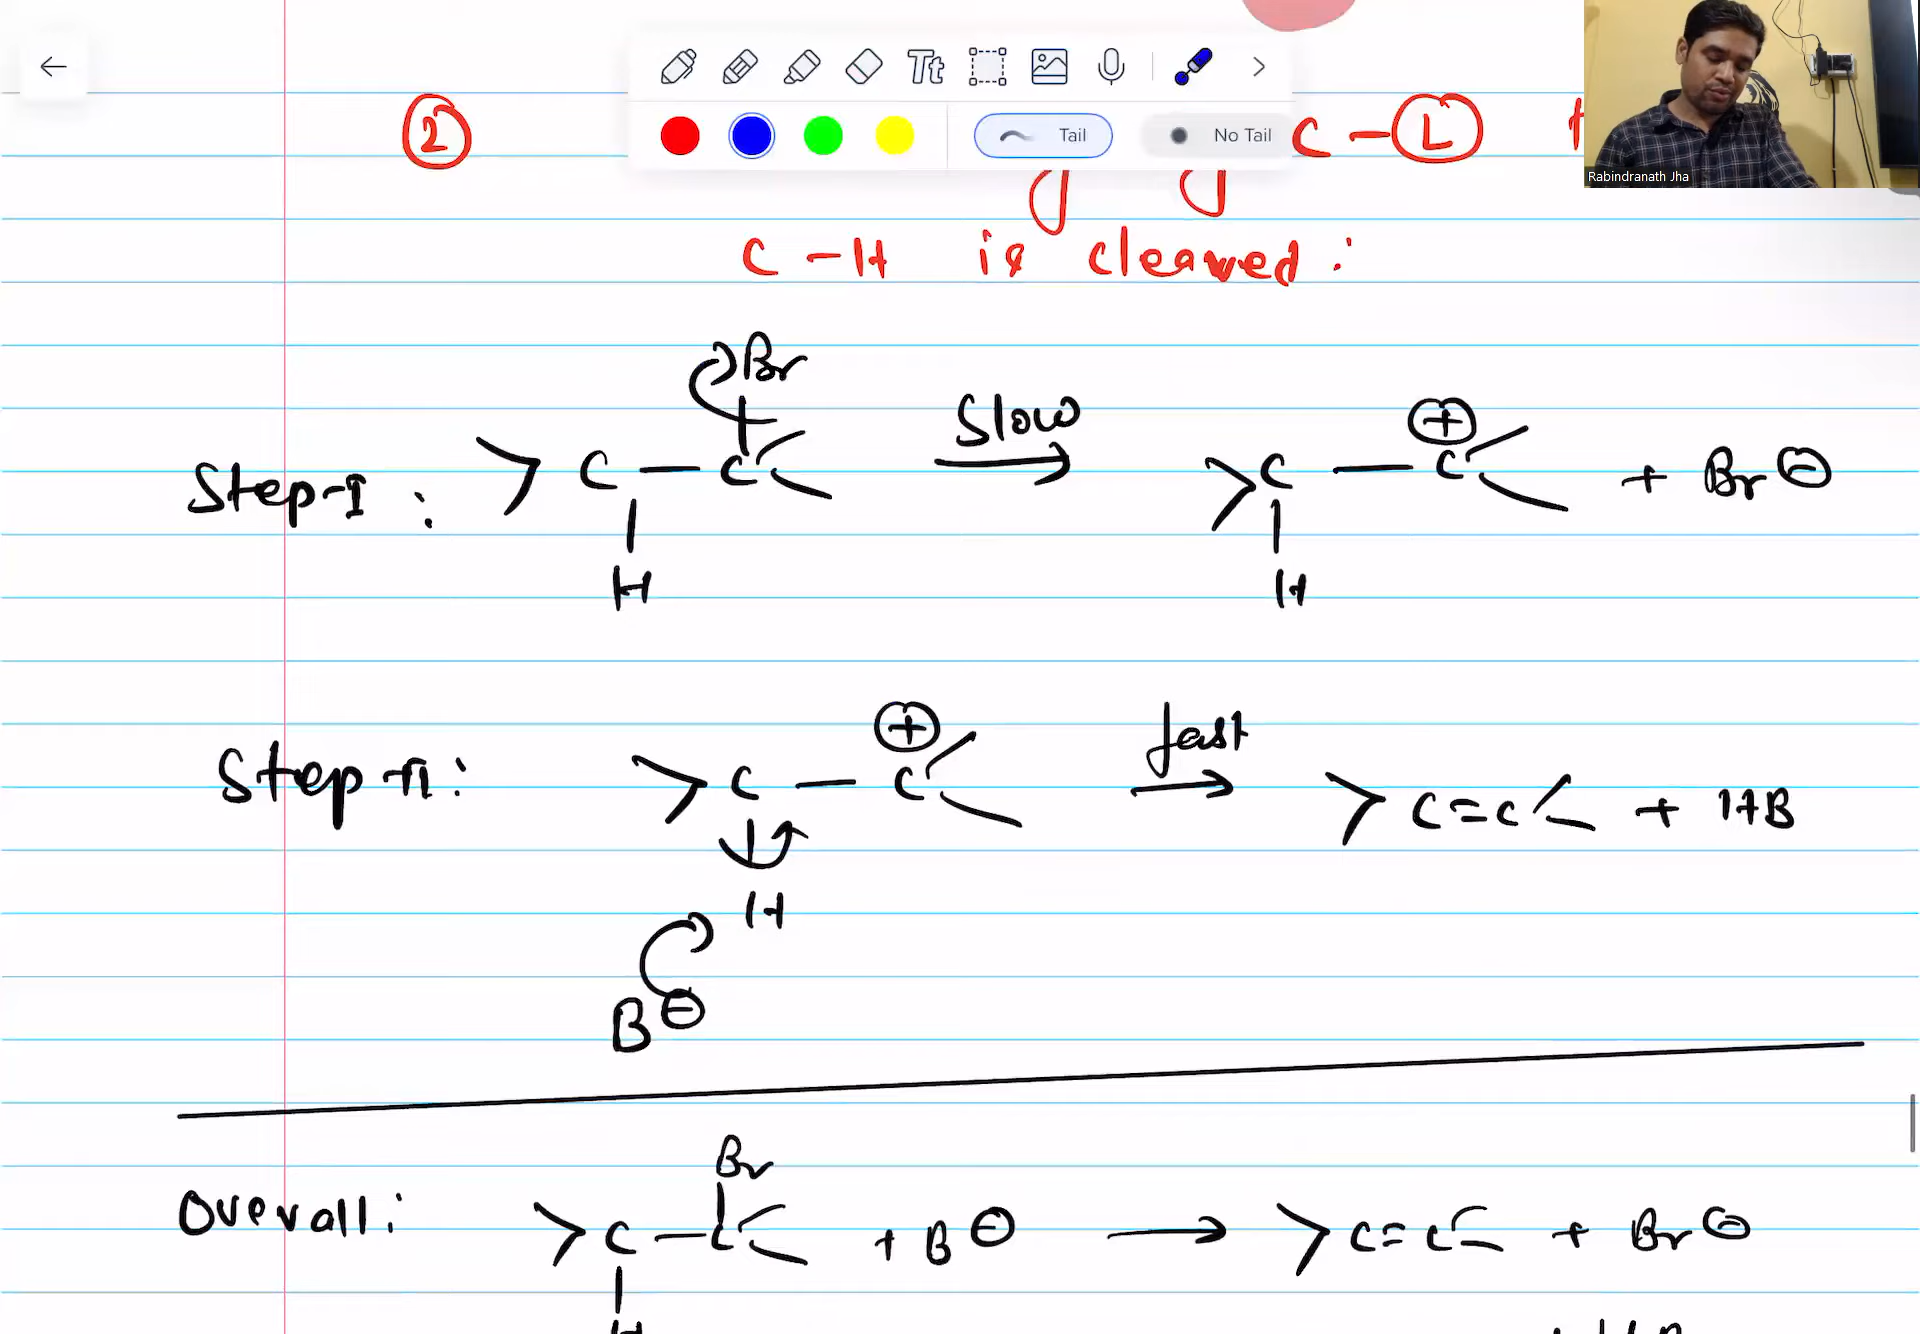 Tt
Tail
No Tail
Rabindranath Jha
2
C - L
C - H is cleaved :
Br
Slow
Step-I : > C - C < → > C - C < + Br ⊖
⊕
H H
⊕
fast
Step II : > C - C < → > C = C < + HB
H
B ⊖
Br
Overall : > C - C < + B ⊖ → > C = C < + Br ⊖
H